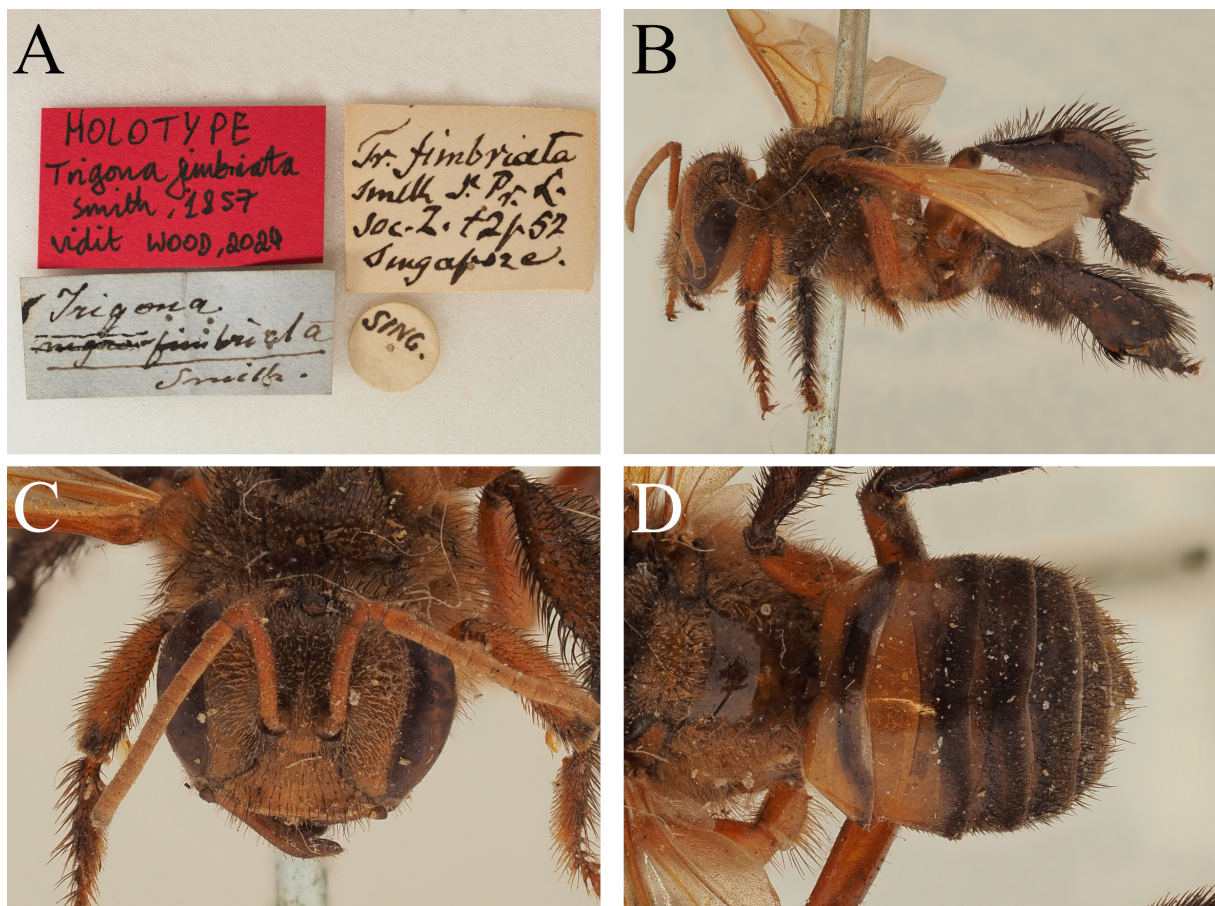 A
HOLOTYPE
Trigona fimbriata
Smith, 1857
vidit WOOD, 2024
Tr. fimbriata
Smith Pr. L.
Soc. Z. t2p.52
Singapore.
Trigona
fimbriata
Smith.
SING.
B
C
D